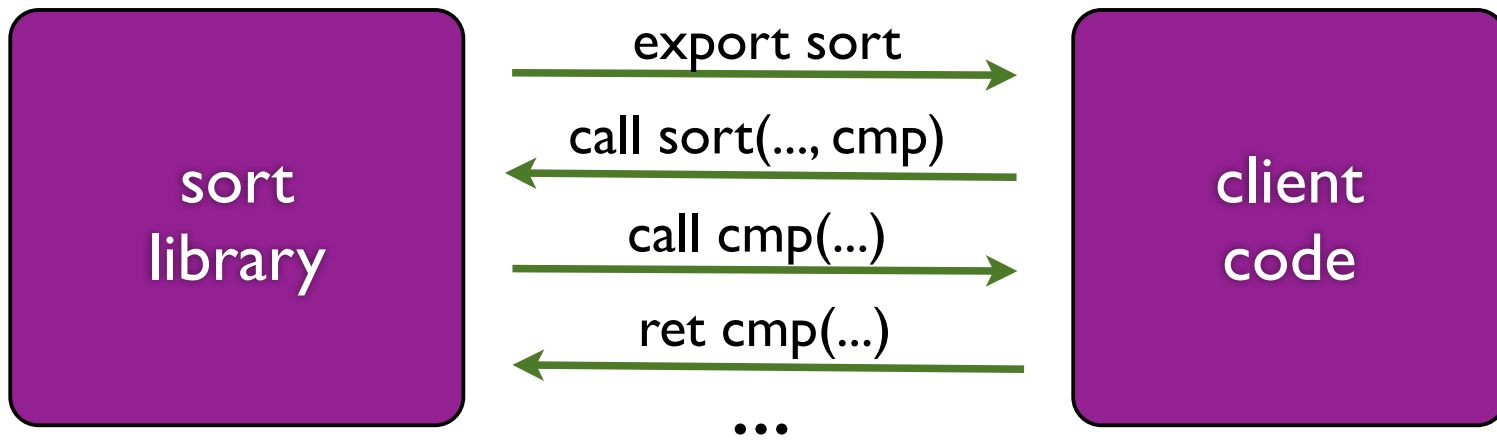 sort
library
export sort
call sort(..., cmp)
call cmp(...)
ret cmp(...)
...
client
code